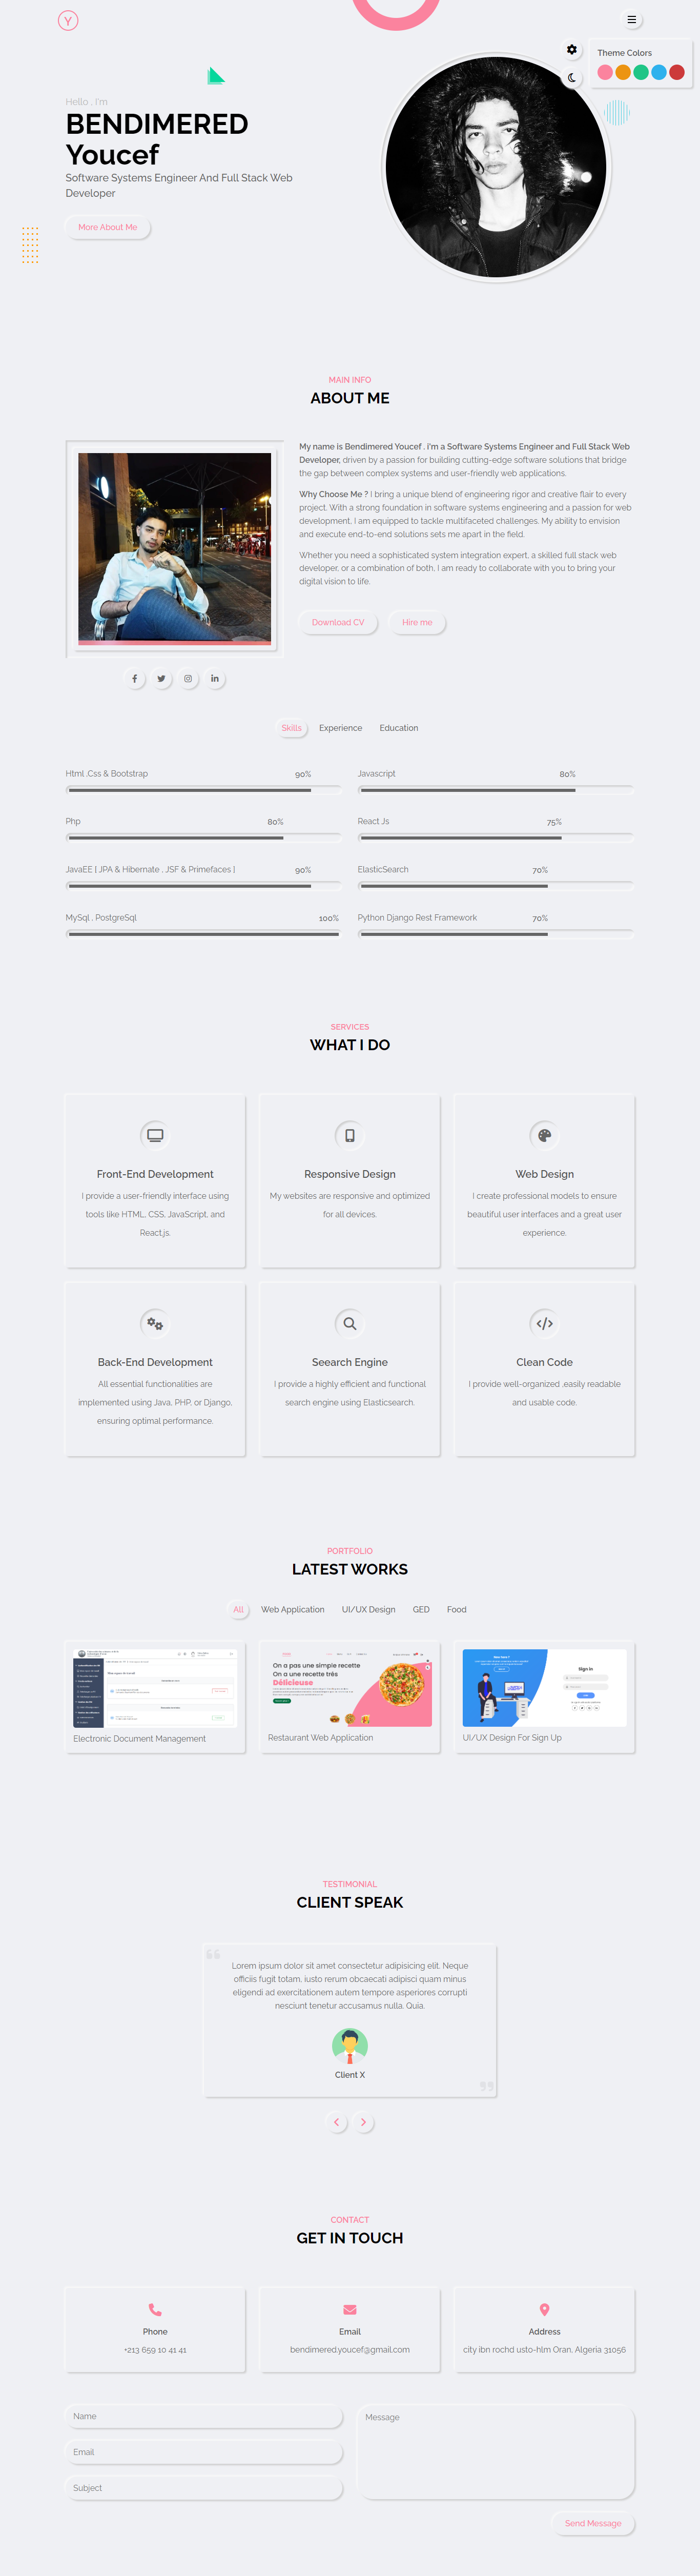 Y
Theme Colors
Hello , I'm
BENDIMERED
Youcef
Software Systems Engineer And Full Stack Web
Developer
More About Me
MAIN INFO
ABOUT ME
My name is Bendimered Youcef , i'm a Software Systems Engineer and Full Stack Web
Developer, driven by a passion for building cutting-edge software solutions that bridge
the gap between complex systems and user-friendly web applications.
Why Choose Me ? I bring a unique blend of engineering rigor and creative flair to every
project. With a strong foundation in software systems engineering and a passion for web
development, I am equipped to tackle multifaceted challenges. My ability to envision
and execute end-to-end solutions sets me apart in the field.
Whether you need a sophisticated system integration expert, a skilled full stack web
developer, or a combination of both, I am ready to collaborate with you to bring your
digital vision to life.
Download CV
Hire me
Skills
Experience
Education
Html ,Css & Bootstrap
90%
Javascript
80%
Php
80%
React Js
75%
JavaEE [ JPA & Hibernate , JSF & Primefaces ]
90%
ElasticSearch
70%
MySql , PostgreSql
100%
Python Django Rest Framework
70%
SERVICES
WHAT I DO
Front-End Development
I provide a user-friendly interface using
tools like HTML, CSS, JavaScript, and
React.js.
Responsive Design
My websites are responsive and optimized
for all devices.
Web Design
I create professional models to ensure
beautiful user interfaces and a great user
experience.
Back-End Development
All essential functionalities are
implemented using Java, PHP, or Django,
ensuring optimal performance.
Seearch Engine
I provide a highly efficient and functional
search engine using Elasticsearch.
Clean Code
I provide well-organized ,easily readable
and usable code.
PORTFOLIO
LATEST WORKS
All
Web Application
UI/UX Design
GED
Food
Electronic Document Management
On a pas une simple recette
On a une recette très
Délicieuse
Restaurant Web Application
Sign in
UI/UX Design For Sign Up
TESTIMONIAL
CLIENT SPEAK
Lorem ipsum dolor sit amet consectetur adipisicing elit. Neque
officiis fugit totam, iusto rerum obcaecati adipisci quam minus
eligendi ad exercitationem autem tempore asperiores corrupti
nesciunt tenetur accusamus nulla. Quia.
Client X
CONTACT
GET IN TOUCH
Phone
+213 659 10 41 41
Email
bendimered.youcef@gmail.com
Address
city ibn rochd usto-hlm Oran, Algeria 31056
Name
Email
Subject
Message
Send Message